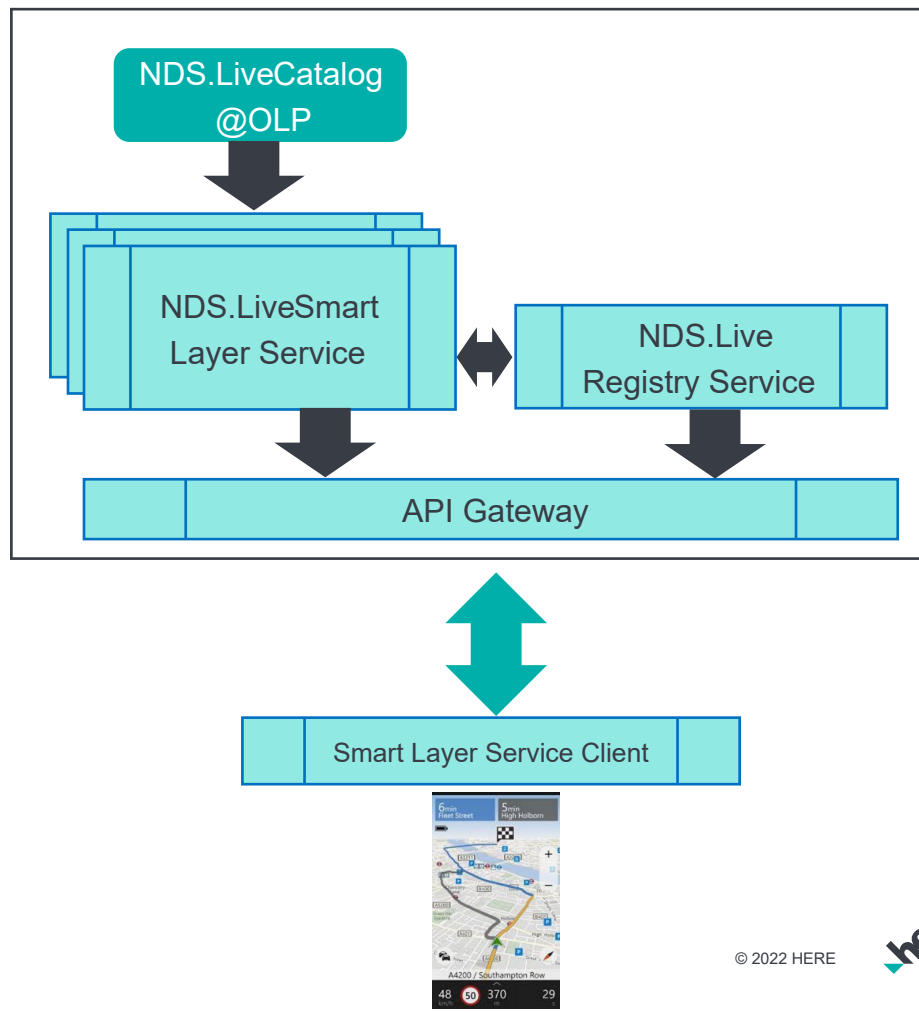 NDS.LiveCatalog
@OLP
NDS.LiveSmart
Layer Service
NDS.Live
Registry Service
API Gateway
Smart Layer Service Client
6min
Fleet Street
5min
High Holborn
A4200 / Southampton Row
48
50
370
29
km/h
m
s
© 2022 HERE